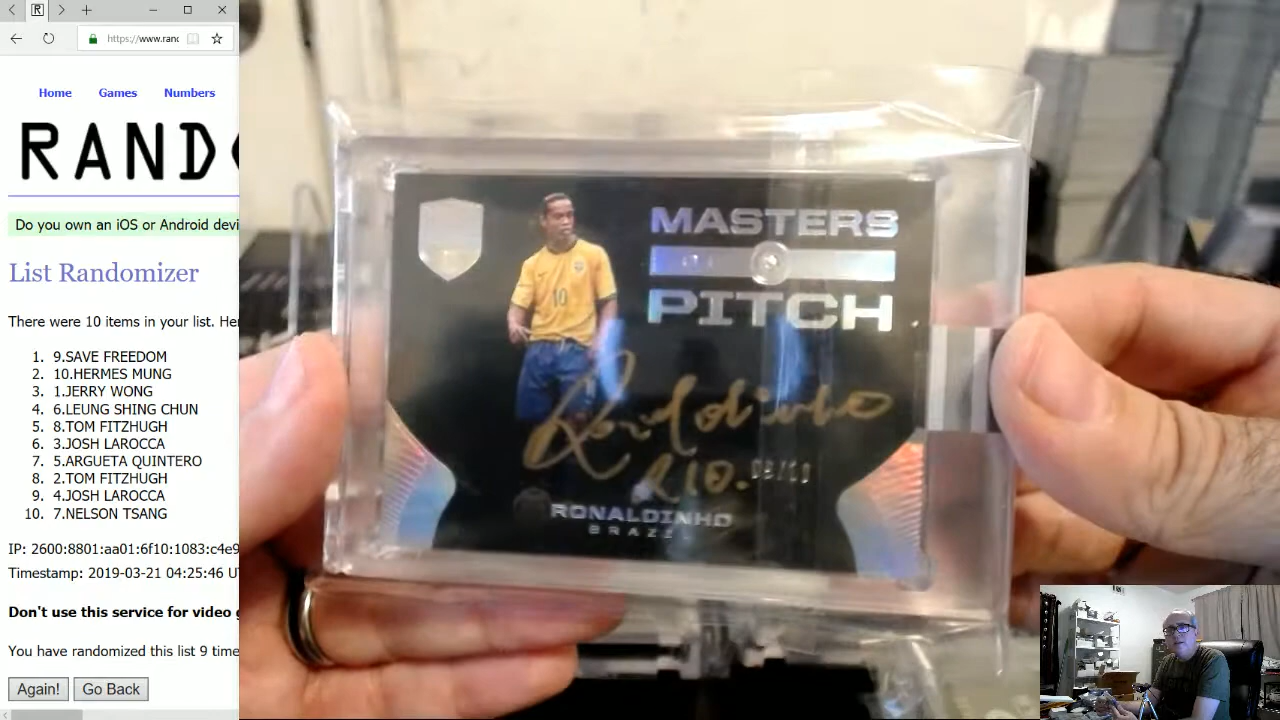 https://www.ranc
Home Games Numbers
RAND
Do you own an iOS or Android devi
List Randomizer
There were 10 items in your list. Her
1. 9.SAVE FREEDOM
2. 10.HERMES MUNG
3. 1.JERRY WONG
4. 6.LEUNG SHING CHUN
5. 8.TOM FITZHUGH
6. 3.JOSH LAROCCA
7. 5.ARGUETA QUINTERO
8. 2.TOM FITZHUGH
9. 4.JOSH LAROCCA
10. 7.NELSON TSANG
IP: 2600:8801:aa01:6f10:1083:c4e9
Timestamp: 2019-03-21 04:25:46 U
Don't use this service for video g
You have randomized this list 9 time
Again! Go Back
MASTERS
PITCH
10
Ronaldinho
R10.
RONALDINHO
BRAZIL